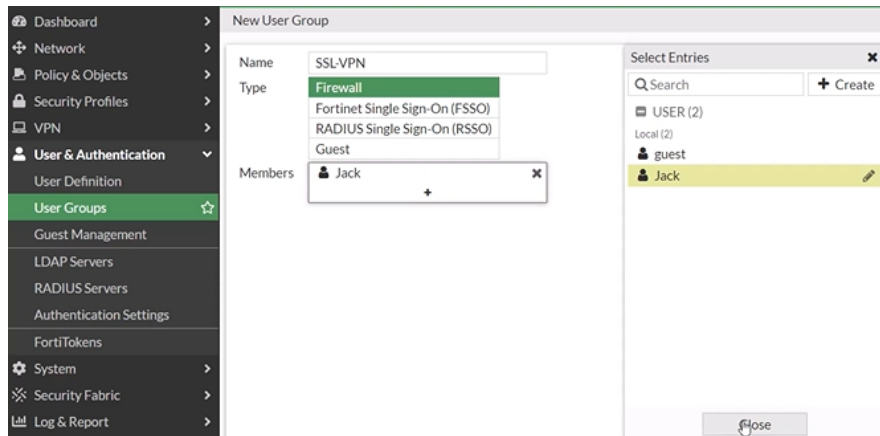 Dashboard
Network
Policy & Objects
Security Profiles
VPN
User & Authentication
User Definition
User Groups
Guest Management
LDAP Servers
RADIUS Servers
Authentication Settings
FortiTokens
System
Security Fabric
Log & Report
New User Group
Name SSL-VPN
Type Firewall
Fortinet Single Sign-On (FSSO)
RADIUS Single Sign-On (RSSO)
Guest
Members Jack
Select Entries
Search + Create
USER (2)
Local (2)
guest
Jack
Close